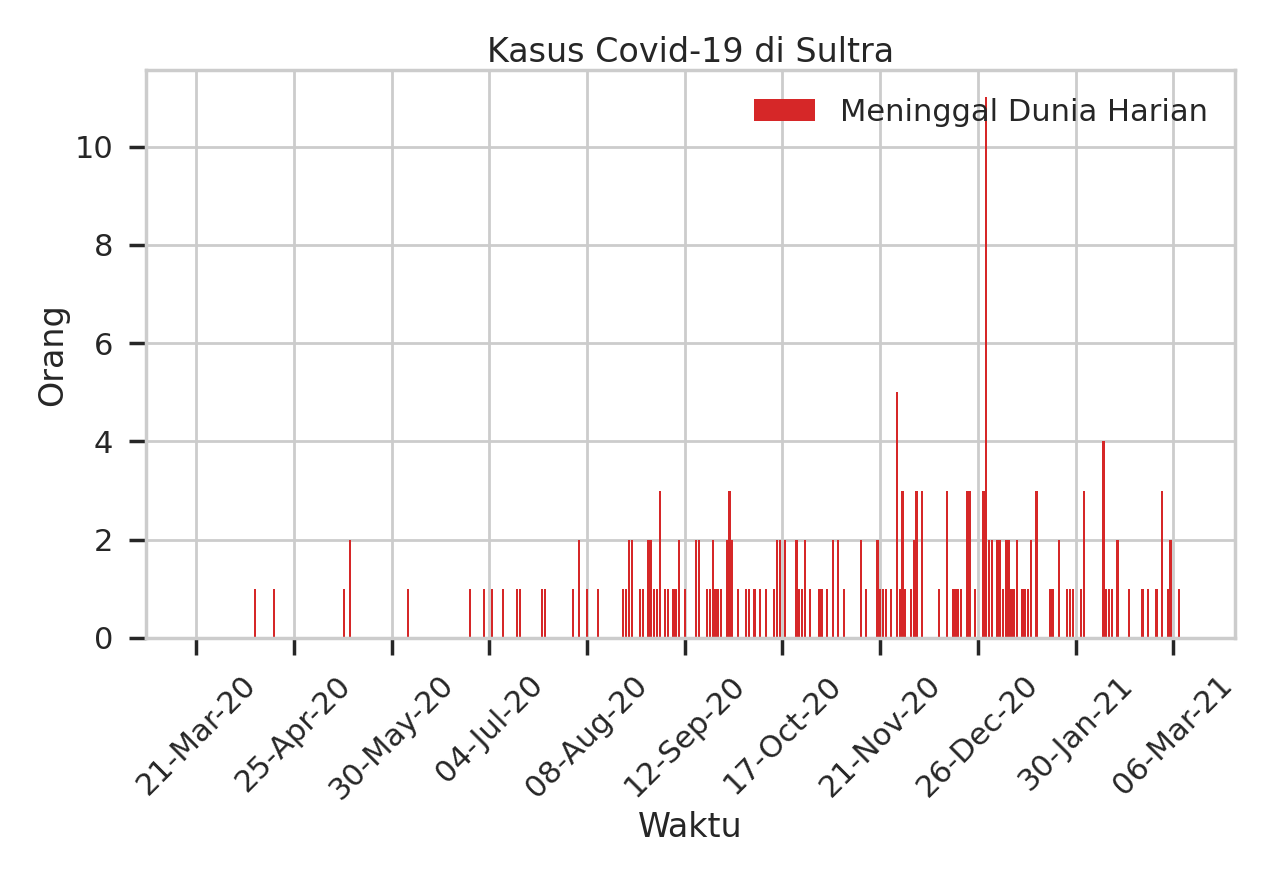 Kasus Covid-19 di Sultra
Meninggal Dunia Harian
10
8
6
4
2
0
Orang
21-Mar-20
25-Apr-20
30-May-20
04-Jul-20
08-Aug-20
12-Sep-20
17-Oct-20
21-Nov-20
26-Dec-20
30-Jan-21
06-Mar-21
Waktu